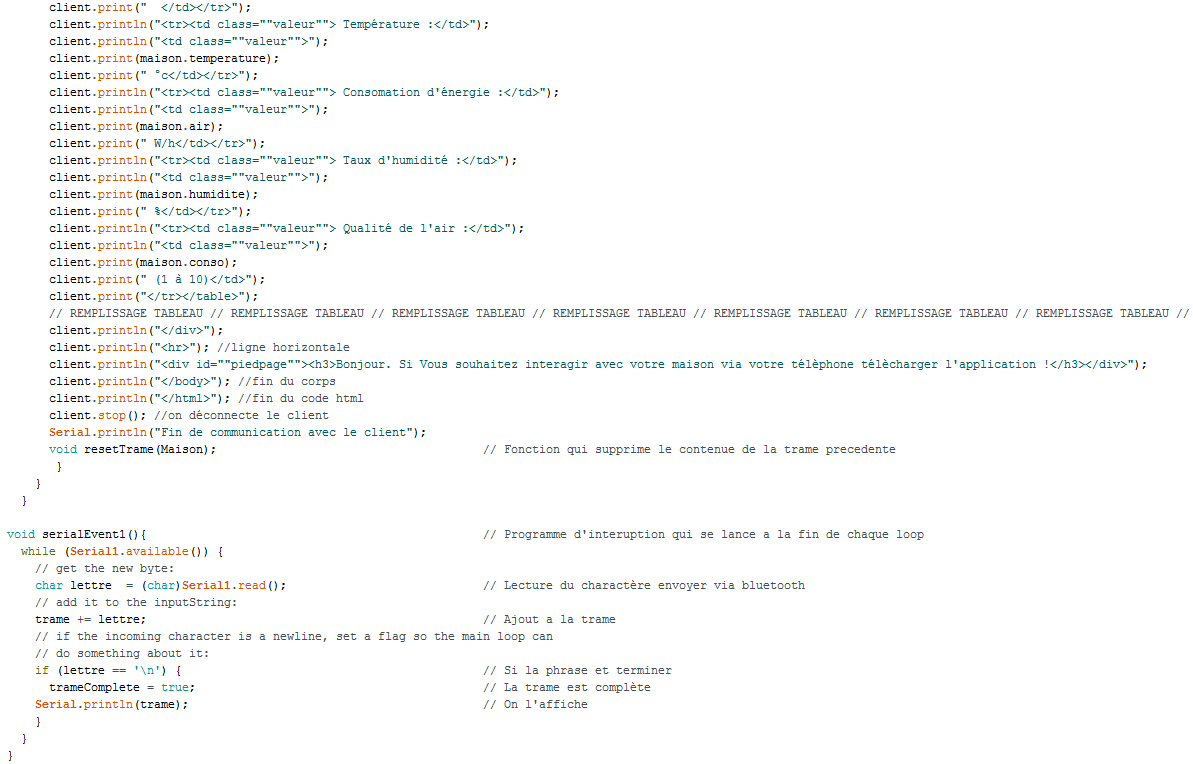 client.print("  </td></tr>");
client.println("<tr><td class=""valeur""> Température :</td>");
client.println("<td class=""valeur"">");
client.print(maison.temperature);
client.print(" °c</td></tr>");
client.println("<tr><td class=""valeur""> Consomation d'énergie :</td>");
client.println("<td class=""valeur"">");
client.print(maison.air);
client.print(" W/h</td></tr>");
client.println("<tr><td class=""valeur""> Taux d'humidité :</td>");
client.println("<td class=""valeur"">");
client.print(maison.humidite);
client.print(" %</td></tr>");
client.println("<tr><td class=""valeur""> Qualité de l'air :</td>");
client.println("<td class=""valeur"">");
client.print(maison.conso);
client.print(" (1 à 10)</td>");
client.print("</tr></table>");
// REMPLISSAGE TABLEAU // REMPLISSAGE TABLEAU // REMPLISSAGE TABLEAU // REMPLISSAGE TABLEAU // REMPLISSAGE TABLEAU // REMPLISSAGE TABLEAU // REMPLISSAGE TABLEAU //
client.println("</div>");
client.println("<hr>"); //ligne horizontale
client.println("<div id=""piedpage""><h3>Bonjour. Si Vous souhaitez interagir avec votre maison via votre télèphone télècharger l'application !</h3></div>");
client.println("</body>"); //fin du corps
client.println("</html>"); //fin du code html
client.stop(); //on déconnecte le client
Serial.println("Fin de communication avec le client");
void resetTrame(Maison); // Fonction qui supprime le contenue de la trame precedente
}
}
}
void serialEvent1(){ // Programme d'interuption qui se lance a la fin de chaque loop
while (Serial1.available()) {
// get the new byte:
char lettre  = (char)Serial1.read(); // Lecture du charactère envoyer via bluetooth
// add it to the inputString:
trame += lettre; // Ajout a la trame
// if the incoming character is a newline, set a flag so the main loop can
// do something about it:
if (lettre == '\n') { // Si la phrase et terminer
trameComplete = true; // La trame est complète
Serial.println(trame); // On l'affiche
}
}
}